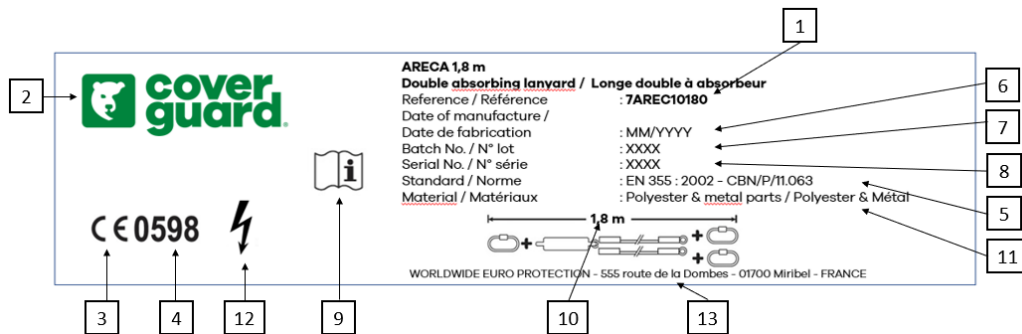 1
2
cover
guard.
ARECA 1,8 m
Double absorbing lanyard / Longe double à absorbeur
Reference / Référence : 7AREC10180
Date of manufacture /
Date de fabrication : MM/YYYY
Batch No. / N° lot : XXXX
Serial No. / N° série : XXXX
Standard / Norme : EN 355 : 2002 - CBN/P/11.063
Material / Matériaux : Polyester & metal parts / Polyester & Métal
6
7
8
5
11
i
CE 0598
1,8 m
+ + +
WORLDWIDE EURO PROTECTION - 555 route de la Dombes - 01700 Miribel - FRANCE
3
4
12
9
10
13